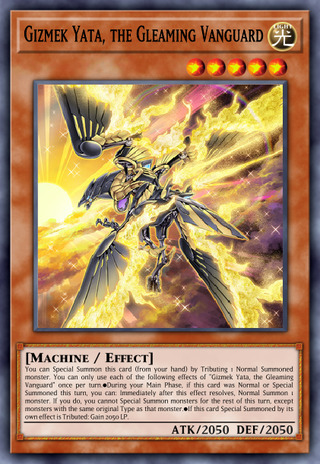 Gizmek Yata, the Gleaming Vanguard
LIGHT
光
[Machine / Effect]
You can Special Summon this card (from your hand) by Tributing 1 Normal Summoned
monster. You can only use each of the following effects of "Gizmek Yata, the Gleaming
Vanguard" once per turn.●During your Main Phase, if this card was Normal or Special
Summoned this turn, you can: Immediately after this effect resolves, Normal Summon 1
monster. If you do, you cannot Special Summon monsters for the rest of this turn, except
monsters with the same original Type as that monster.●If this card Special Summoned by its
own effect is Tributed: Gain 2050 LP.
ATK/2050 DEF/2050